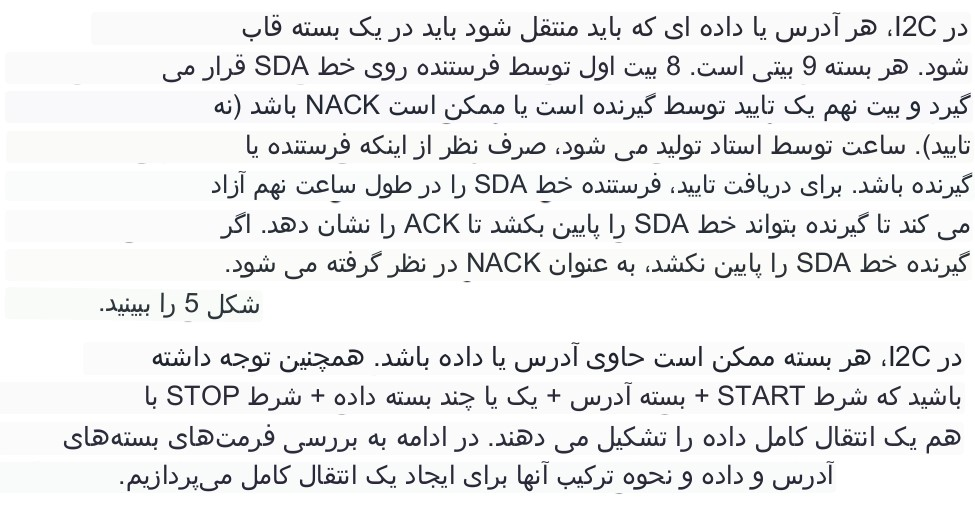 در I2C، هر آدرس یا داده ای که باید منتقل شود باید در یک بسته قاب
شود. هر بسته 9 بیتی است. 8 بیت اول توسط فرستنده روی خط SDA قرار می
گیرد و بیت نهم یک تایید توسط گیرنده است یا ممکن است NACK باشد (نه
تایید). ساعت توسط استاد تولید می شود، صرف نظر از اینکه فرستنده یا
گیرنده باشد. برای دریافت تایید، فرستنده خط SDA را در طول ساعت نهم آزاد
می کند تا گیرنده بتواند خط SDA را پایین بکشد تا ACK را نشان دهد. اگر
گیرنده خط SDA را پایین نکشد، به عنوان NACK در نظر گرفته می شود.
شکل 5 را ببینید.
در I2C، هر بسته ممکن است حاوی آدرس یا داده باشد. همچنین توجه داشته
باشید که شرط START + بسته آدرس + یک یا چند بسته داده + شرط STOP با
هم یک انتقال کامل داده را تشکیل می دهند. در ادامه به بررسی فرمت‌های بسته‌های
آدرس و داده و نحوه ترکیب آنها برای ایجاد یک انتقال کامل می‌پردازیم.